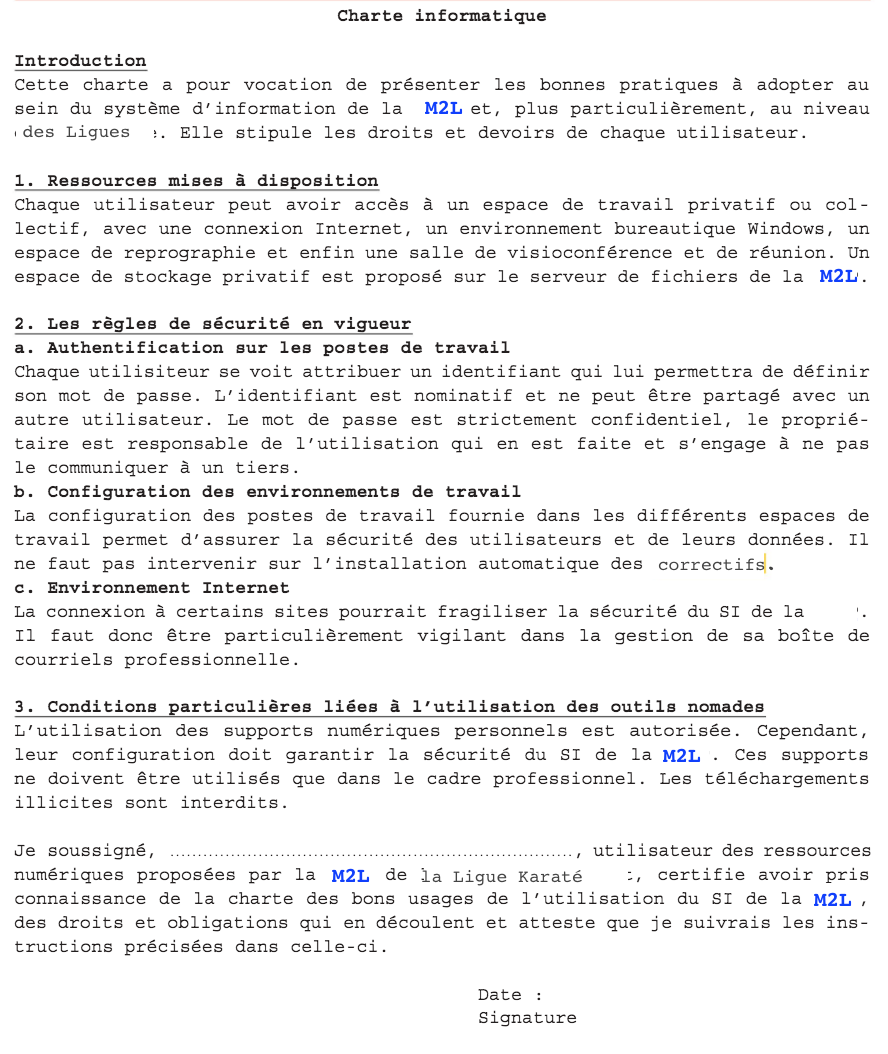 Charte informatique
Introduction
Cette charte a pour vocation de présenter les bonnes pratiques à adopter au
sein du système d’information de la M2L et, plus particulièrement, au niveau
des Ligues . Elle stipule les droits et devoirs de chaque utilisateur.
1. Ressources mises à disposition
Chaque utilisateur peut avoir accès à un espace de travail privatif ou col-
lectif, avec une connexion Internet, un environnement bureautique Windows, un
espace de reprographie et enfin une salle de visioconférence et de réunion. Un
espace de stockage privatif est proposé sur le serveur de fichiers de la M2L.
2. Les règles de sécurité en vigueur
a. Authentification sur les postes de travail
Chaque utilisiteur se voit attribuer un identifiant qui lui permettra de définir
son mot de passe. L’identifiant est nominatif et ne peut être partagé avec un
autre utilisateur. Le mot de passe est strictement confidentiel, le proprié-
taire est responsable de l’utilisation qui en est faite et s’engage à ne pas
le communiquer à un tiers.
b. Configuration des environnements de travail
La configuration des postes de travail fournie dans les différents espaces de
travail permet d’assurer la sécurité des utilisateurs et de leurs données. Il
ne faut pas intervenir sur l’installation automatique des correctifs.
c. Environnement Internet
La connexion à certains sites pourrait fragiliser la sécurité du SI de la .
Il faut donc être particulièrement vigilant dans la gestion de sa boîte de
courriels professionnelle.
3. Conditions particulières liées à l’utilisation des outils nomades
L’utilisation des supports numériques personnels est autorisée. Cependant,
leur configuration doit garantir la sécurité du SI de la M2L . Ces supports
ne doivent être utilisés que dans le cadre professionnel. Les téléchargements
illicites sont interdits.
Je soussigné, ......................................................................, utilisateur des ressources
numériques proposées par la M2L de la Ligue Karaté , certifie avoir pris
connaissance de la charte des bons usages de l’utilisation du SI de la M2L ,
des droits et obligations qui en découlent et atteste que je suivrais les ins-
tructions précisées dans celle-ci.
Date :
Signature